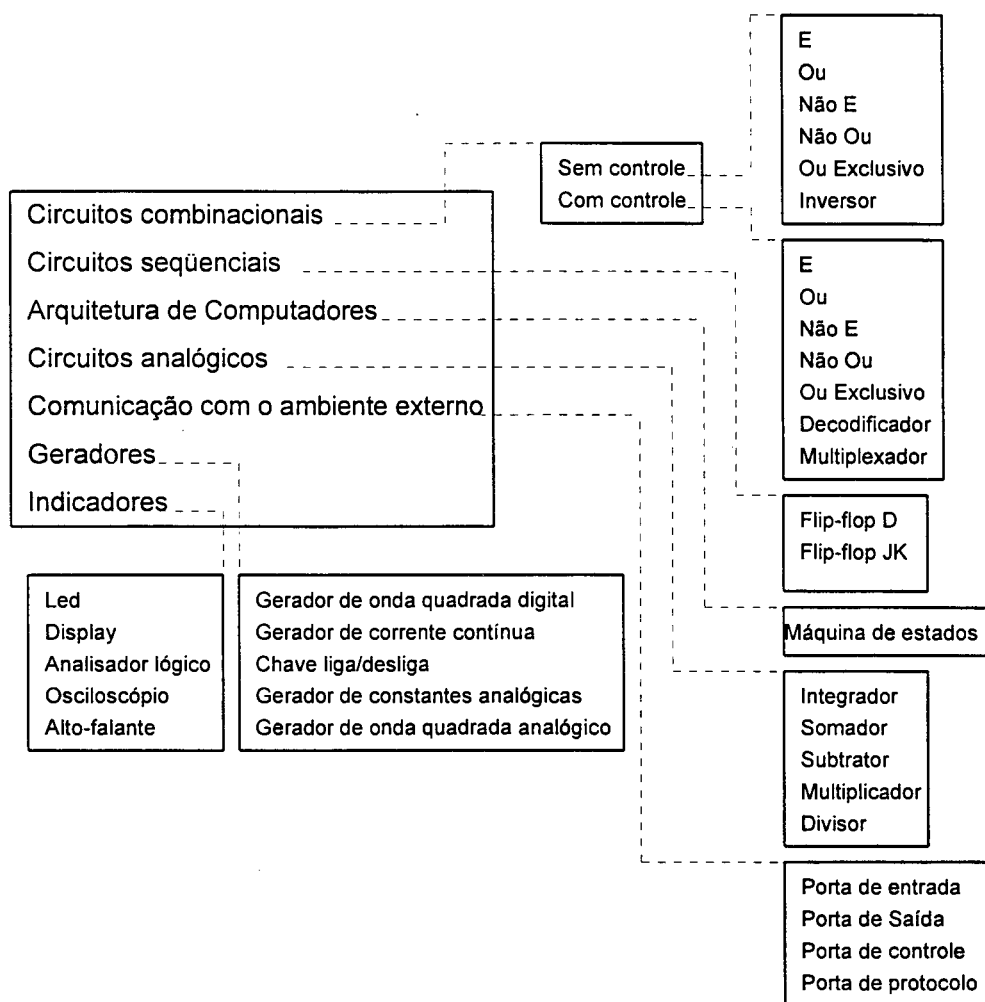 E
Ou
Não E
Não Ou
Ou Exclusivo
Inversor
Sem controle
Com controle
Circuitos combinacionais
Circuitos seqüenciais
Arquitetura de Computadores
Circuitos analógicos
Comunicação com o ambiente externo
Geradores
Indicadores
E
Ou
Não E
Não Ou
Ou Exclusivo
Decodificador
Multiplexador
Flip-flop D
Flip-flop JK
Led
Display
Analisador lógico
Osciloscópio
Alto-falante
Gerador de onda quadrada digital
Gerador de corrente contínua
Chave liga/desliga
Gerador de constantes analógicas
Gerador de onda quadrada analógico
Máquina de estados
Integrador
Somador
Subtrator
Multiplicador
Divisor
Porta de entrada
Porta de Saída
Porta de controle
Porta de protocolo